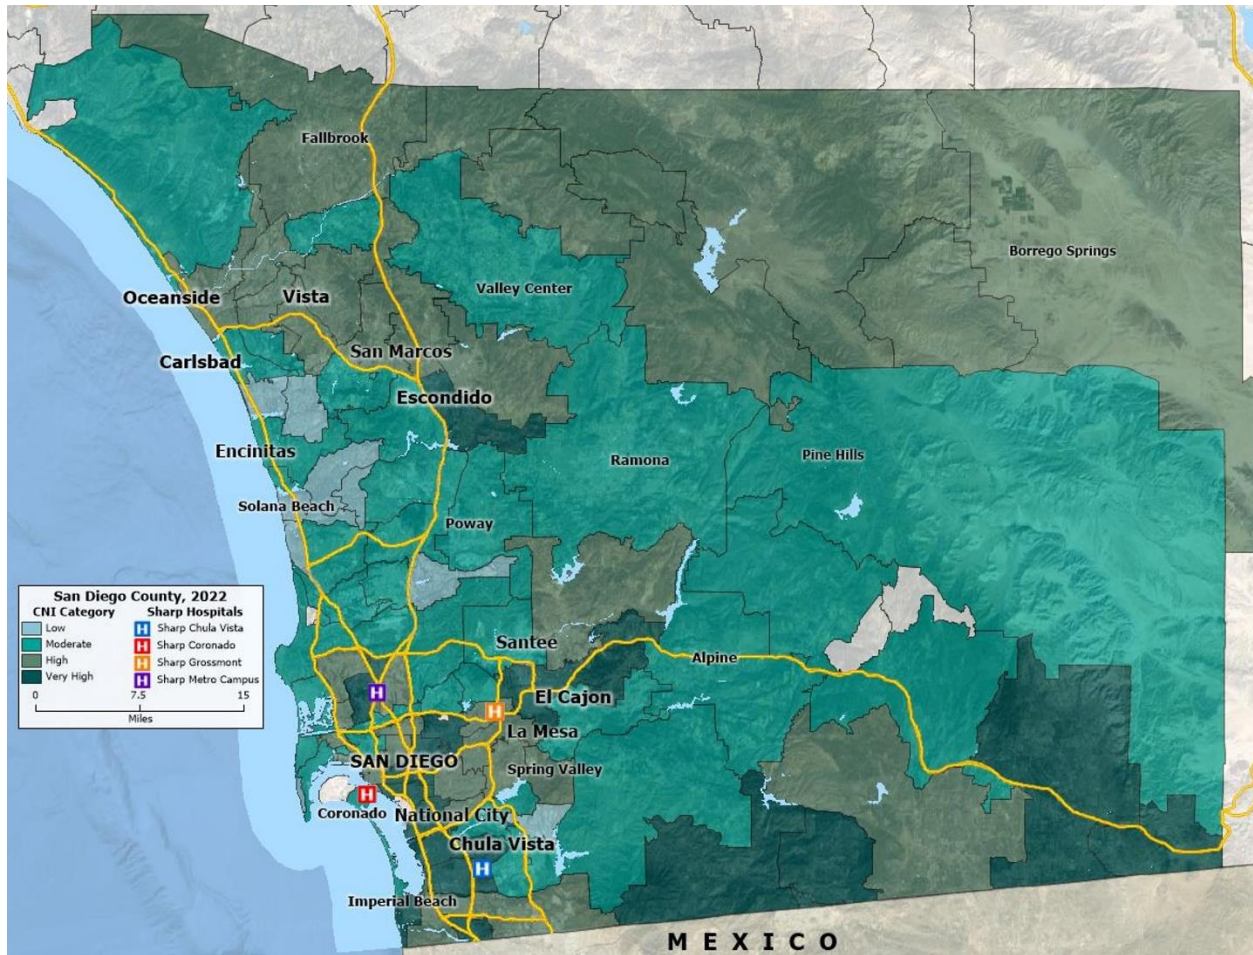 Fallbrook
Borrego Springs
Valley Center
Oceanside
Vista
San Marcos
Carlsbad
Escondido
Encinitas
Ramona
Pine Hills
Solana Beach
Poway
San Diego County, 2022
CNI Category
Sharp Hospitals
Low
H Sharp Chula Vista
Moderate
H Sharp Coronado
High
H Sharp Grossmont
Very High
H Sharp Metro Campus
0 7.5 15
Miles
Santee
Alpine
H
El Cajon
H
La Mesa
SAN DIEGO
Spring Valley
H
Coronado
National City
Chula Vista
H
Imperial Beach
MEXICO